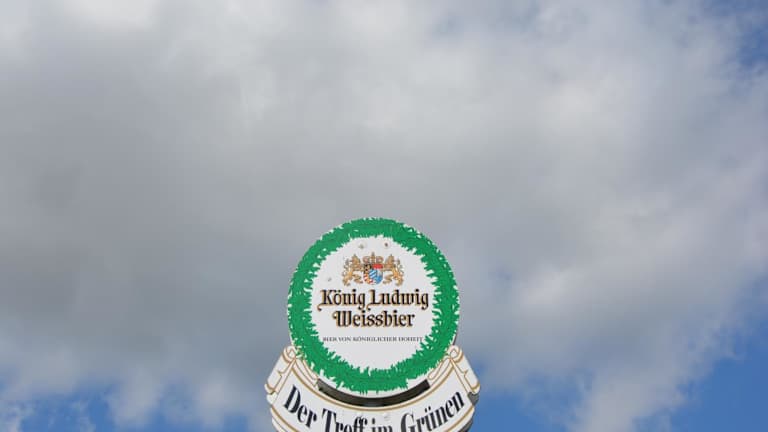 König Ludwig
Weissbier
BIER VON KÖNIGLICHER HOHEIT
Der Treff im Grünen